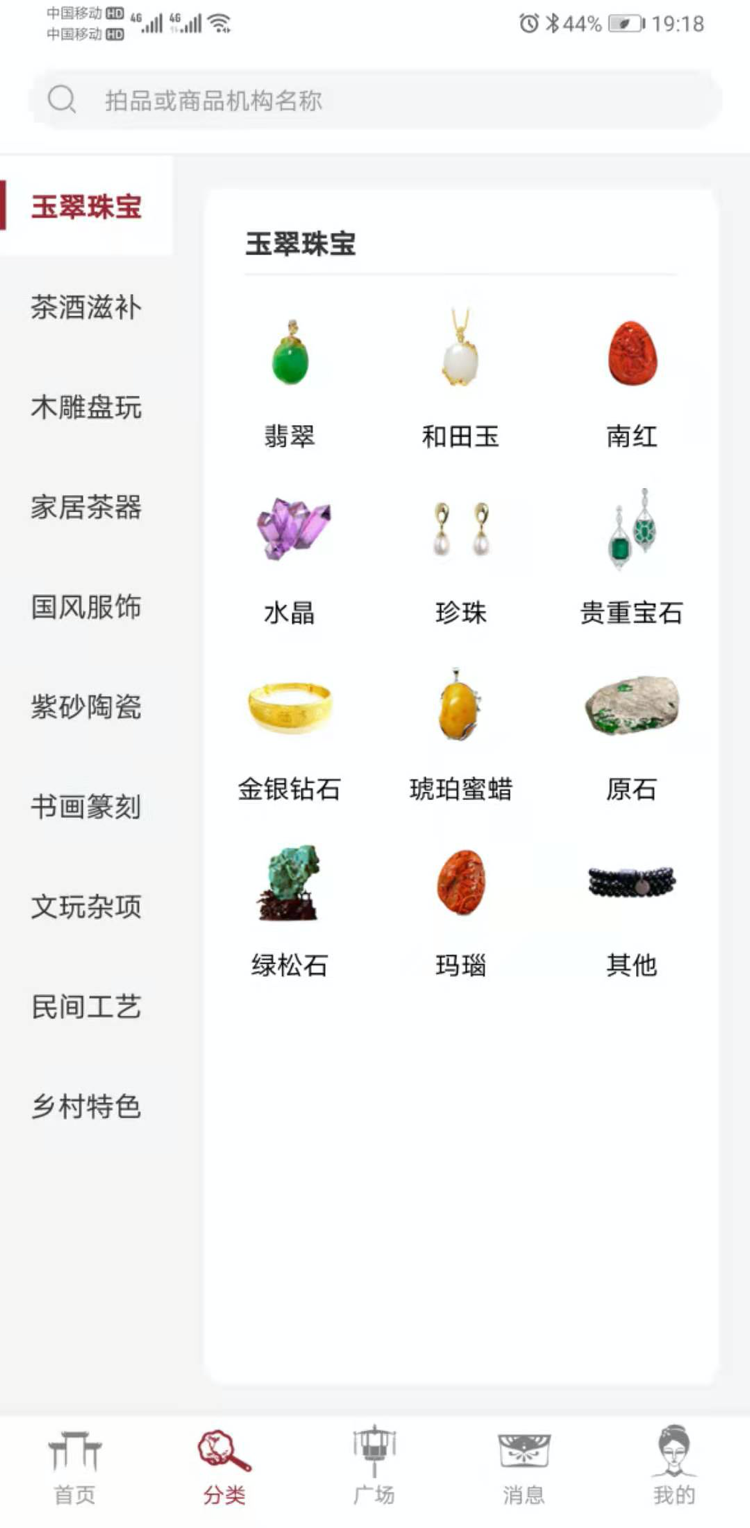 中国移动 HD 4G 4G 44% 19:18
中国移动 HD
拍品或商品机构名称
玉翠珠宝
茶酒滋补
木雕盘玩
家居茶器
国风服饰
紫砂陶瓷
书画篆刻
文玩杂项
民间工艺
乡村特色
玉翠珠宝
翡翠 和田玉 南红
水晶 珍珠 贵重宝石
金银钻石 琥珀蜜蜡 原石
绿松石 玛瑙 其他
首页 分类 广场 消息 我的